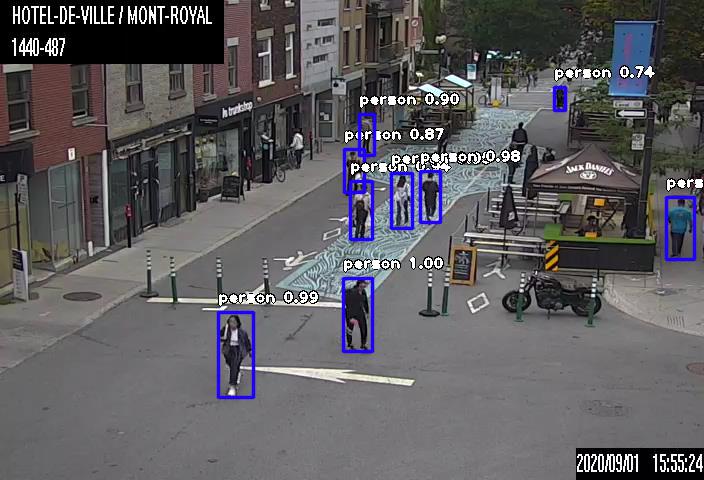 HOTEL-DE-VILLE / MONT-ROYAL
1440-487
person 0.74
person 0.90
person 0.87
person 0.98
JACK DANIEL'S
person 1.00
person 0.99
2020/09/01 15:55:24